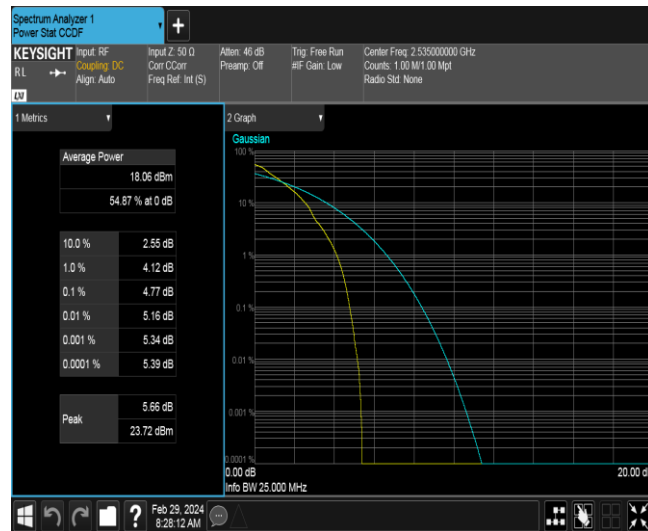 Spectrum Analyzer 1
Power Stat CCDF
+
KEYSIGHT
RL
LXI
Input: RF
Coupling: DC
Align: Auto
Input Z: 50 Ω
Corr CCorr
Freq Ref: Int (S)
Atten: 46 dB
Preamp: Off
Trig: Free Run
#IF Gain: Low
Center Freq: 2.535000000 GHz
Counts: 1.00 M/1.00 Mpt
Radio Std: None
1 Metrics
Average Power
18.06 dBm
54.87 % at 0 dB
10.0 % 2.55 dB
1.0 % 4.12 dB
0.1 % 4.77 dB
0.01 % 5.16 dB
0.001 % 5.34 dB
0.0001 % 5.39 dB
Peak
5.66 dB
23.72 dBm
2 Graph
Gaussian
100 %
10 %
1 %
0.1 %
0.01 %
0.001 %
0.0001 %
0.00 dB
20.00 d
Info BW 25.000 MHz
?
Feb 29, 2024
8:28:12 AM